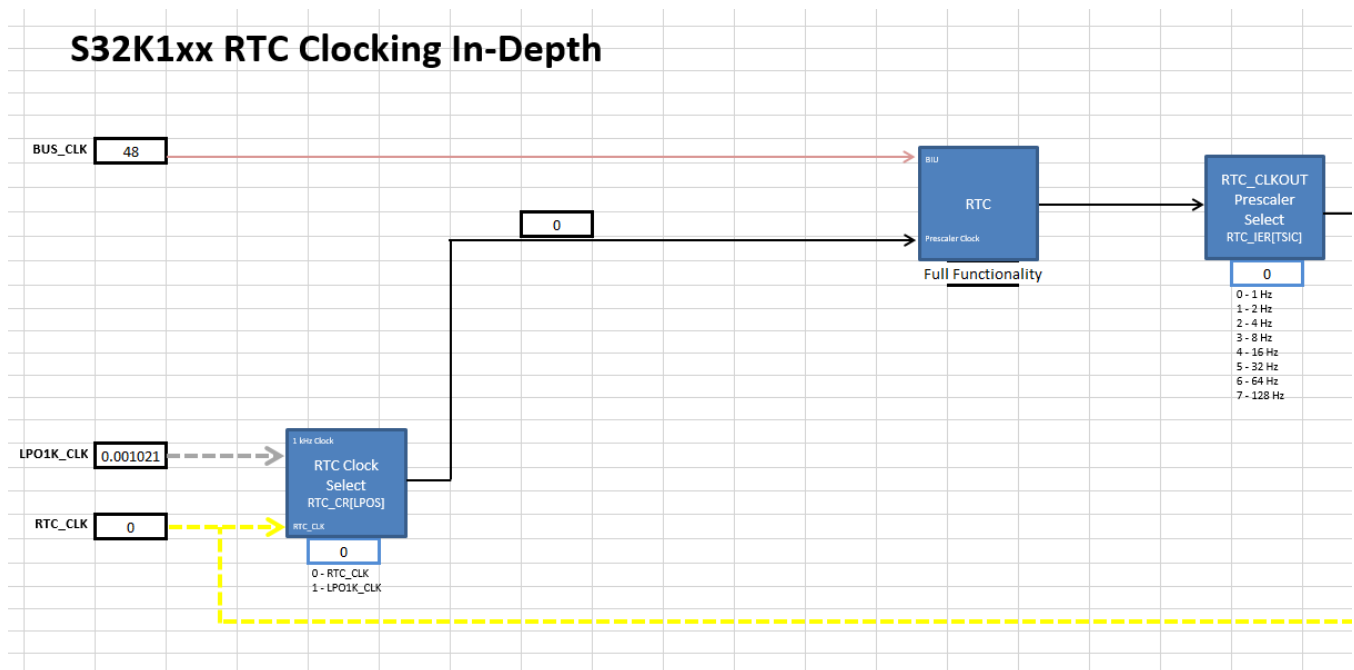 S32K1xx RTC Clocking In-Depth
BUS_CLK
48
BIU
RTC
Prescaler Clock
Full Functionality
0
RTC_CLKOUT
Prescaler
Select
RTC_IER[TSIC]
0
0 - 1 Hz
1 - 2 Hz
2 - 4 Hz
3 - 8 Hz
4 - 16 Hz
5 - 32 Hz
6 - 64 Hz
7 - 128 Hz
LPO1K_CLK
0.001021
RTC_CLK
0
1 kHz Clock
RTC Clock
Select
RTC_CR[LPOS]
RTC_CLK
0
0 - RTC_CLK
1 - LPO1K_CLK